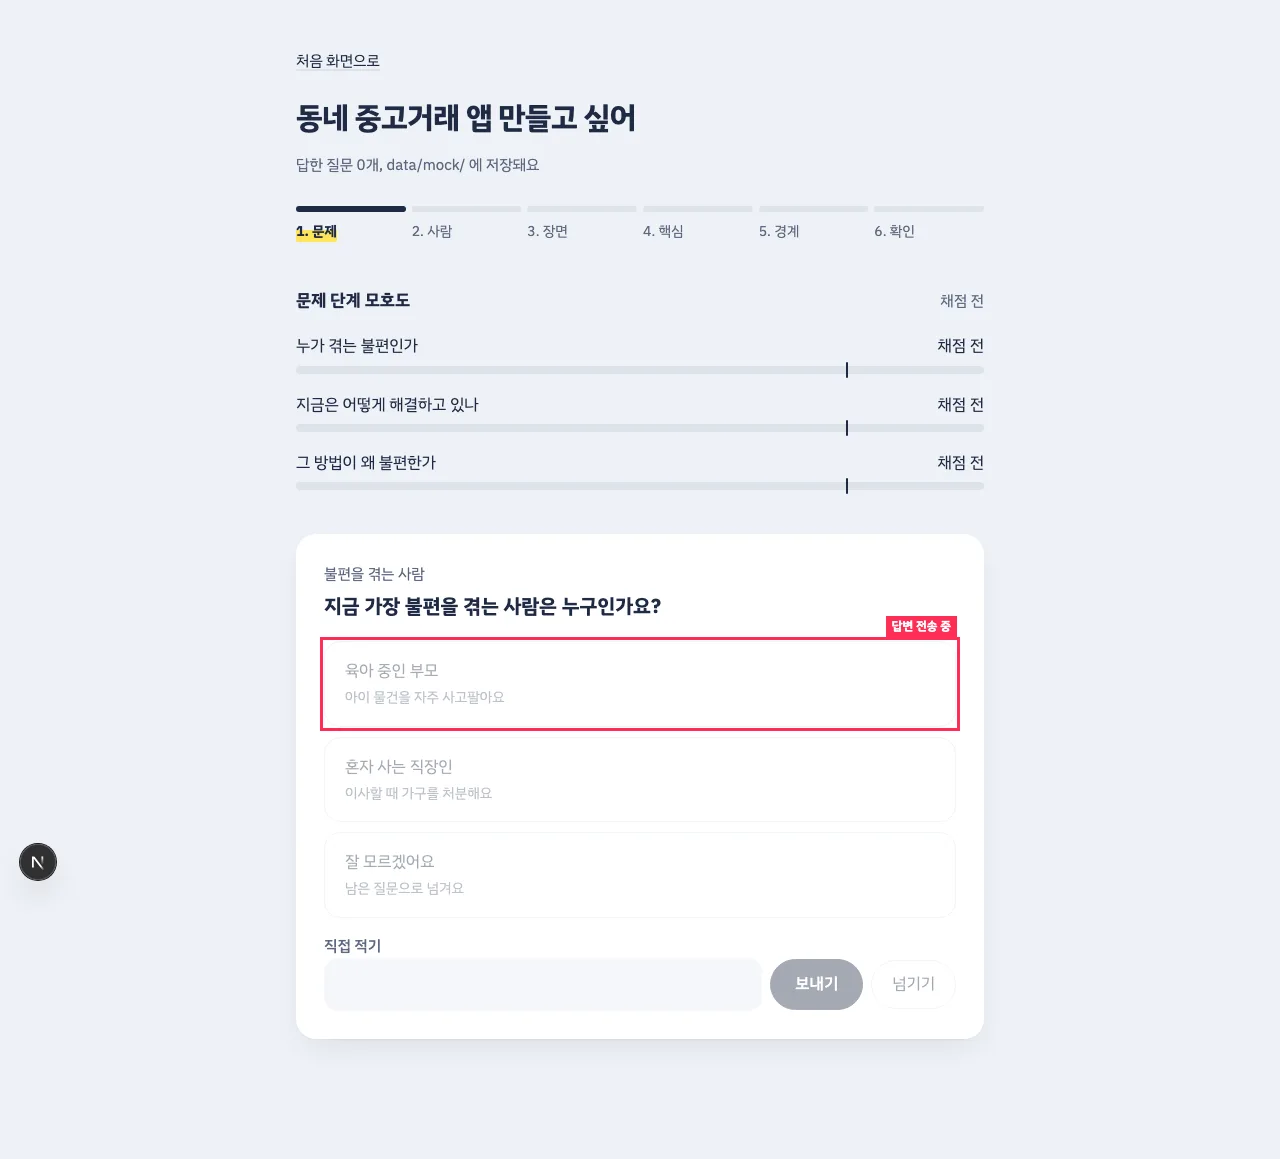 처음 화면으로
동네 중고거래 앱 만들고 싶어
답한 질문 0개, data/mock/ 에 저장돼요
1. 문제
2. 사람
3. 장면
4. 핵심
5. 경계
6. 확인
문제 단계 모호도
채점 전
누가 겪는 불편인가
채점 전
지금은 어떻게 해결하고 있나
채점 전
그 방법이 왜 불편한가
채점 전
불편을 겪는 사람
지금 가장 불편을 겪는 사람은 누구인가요?
답변 전송 중
육아 중인 부모
아이 물건을 자주 사고팔아요
혼자 사는 직장인
이사할 때 가구를 처분해요
잘 모르겠어요
남은 질문으로 넘겨요
직접 적기
보내기
넘기기
N